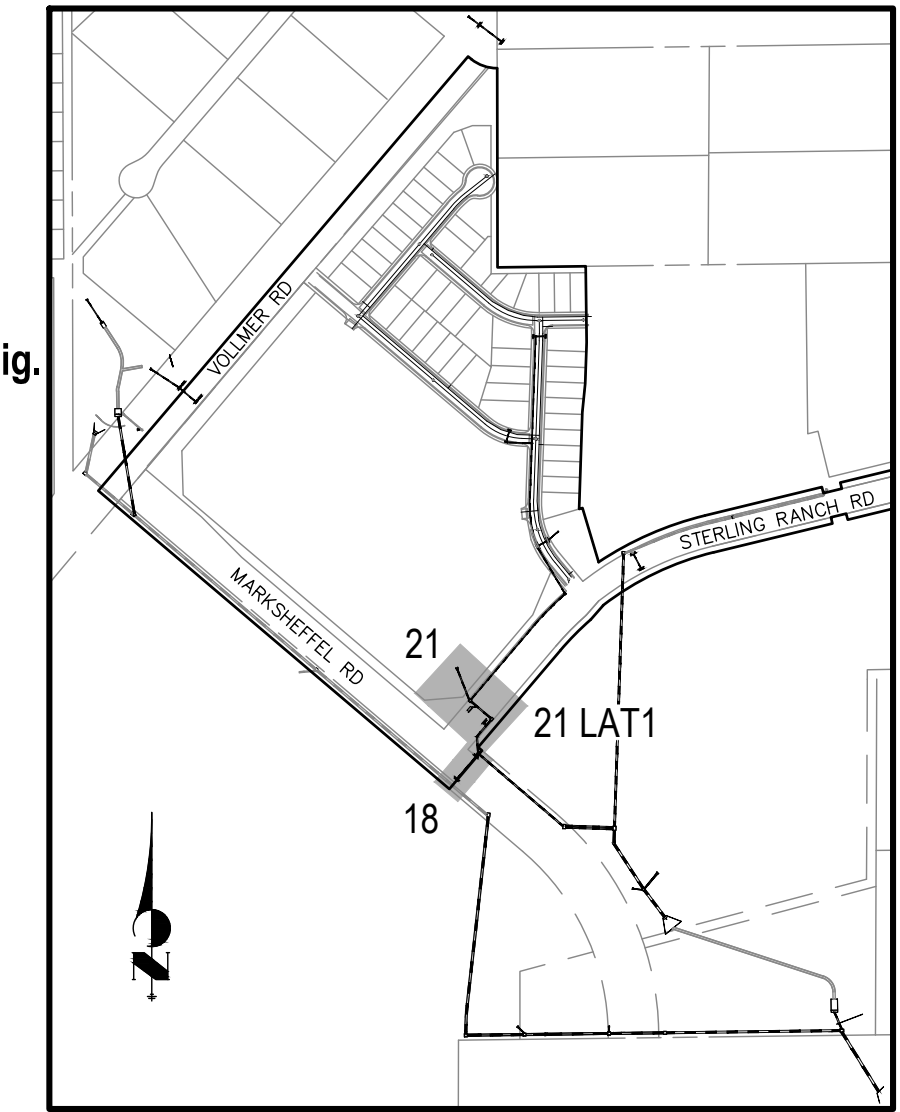 VOLLMER RD
ig.
STERLING RANCH RD
MARKSHEFFEL RD
21
21 LAT1
18
N